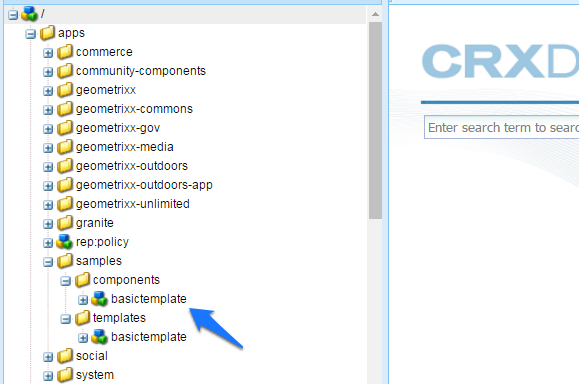 /
apps
commerce
community-components
geometrixx
geometrixx-commons
geometrixx-gov
geometrixx-media
geometrixx-outdoors
geometrixx-outdoors-app
geometrixx-unlimited
granite
rep:policy
samples
components
basictemplate
templates
basictemplate
social
system
CRXD
Enter search term to searc